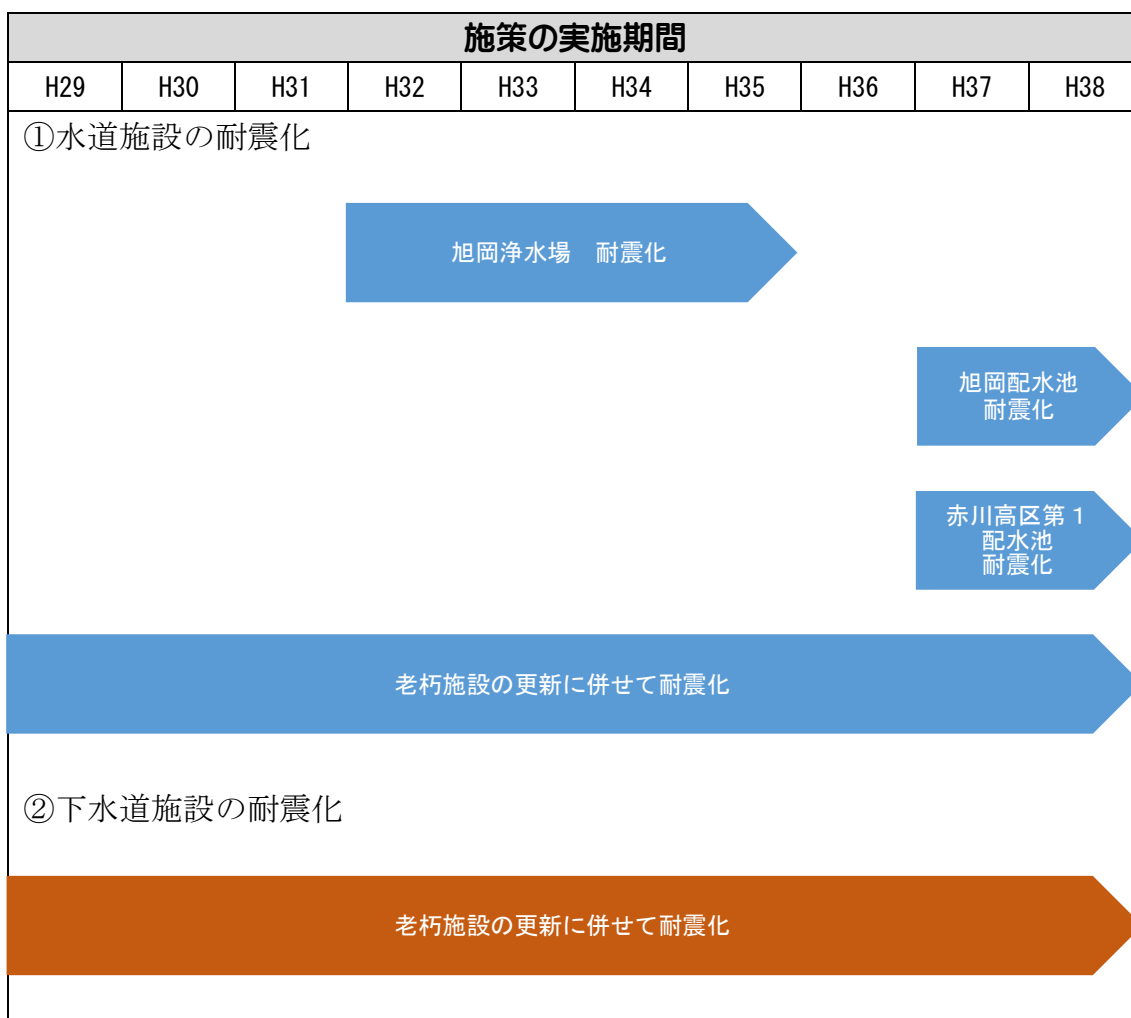 施策の実施期間
H29 H30 H31 H32 H33 H34 H35 H36 H37 H38
①水道施設の耐震化
旭岡浄水場　耐震化
旭岡配水池
耐震化
赤川高区第１
配水池
耐震化
老朽施設の更新に併せて耐震化
②下水道施設の耐震化
老朽施設の更新に併せて耐震化